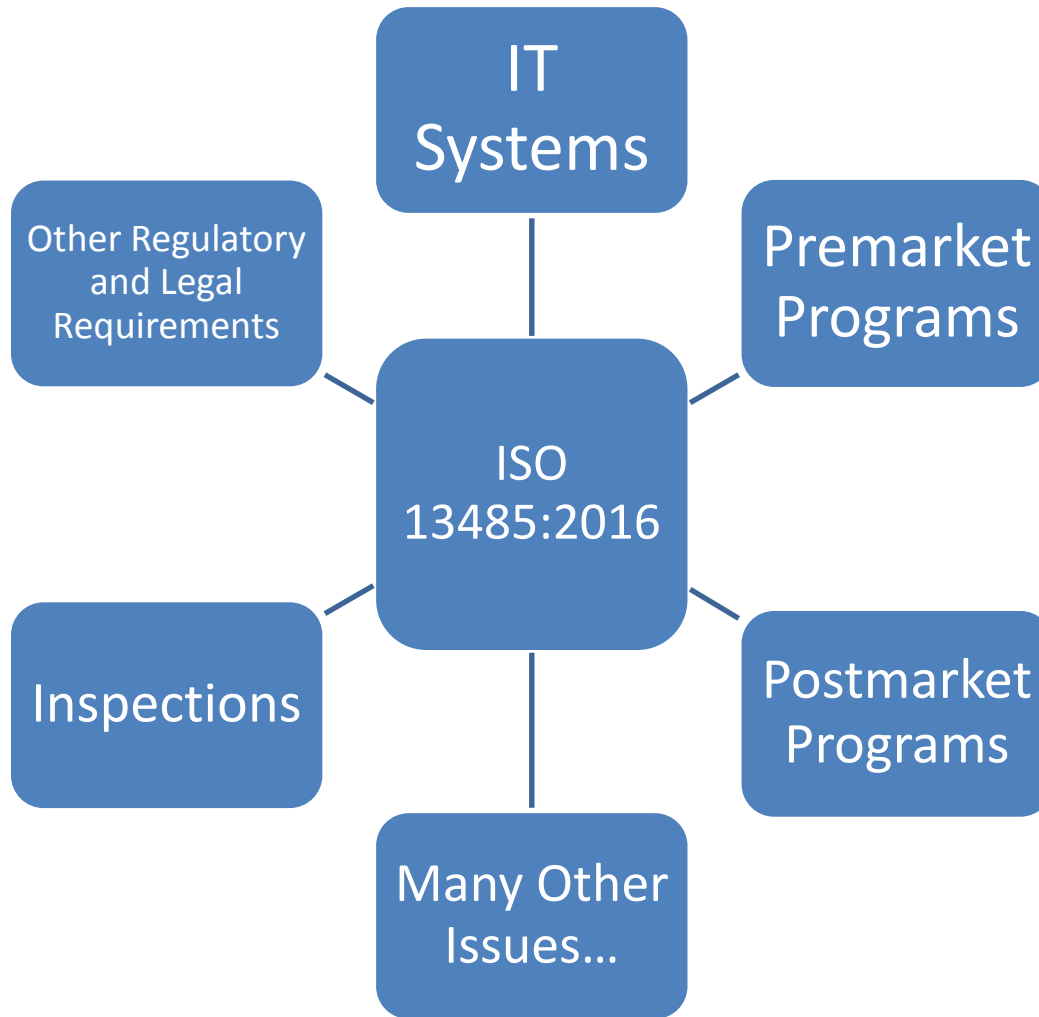 IT
Systems
Other Regulatory
and Legal
Requirements
Premarket
Programs
ISO
13485:2016
Inspections
Postmarket
Programs
Many Other
Issues…